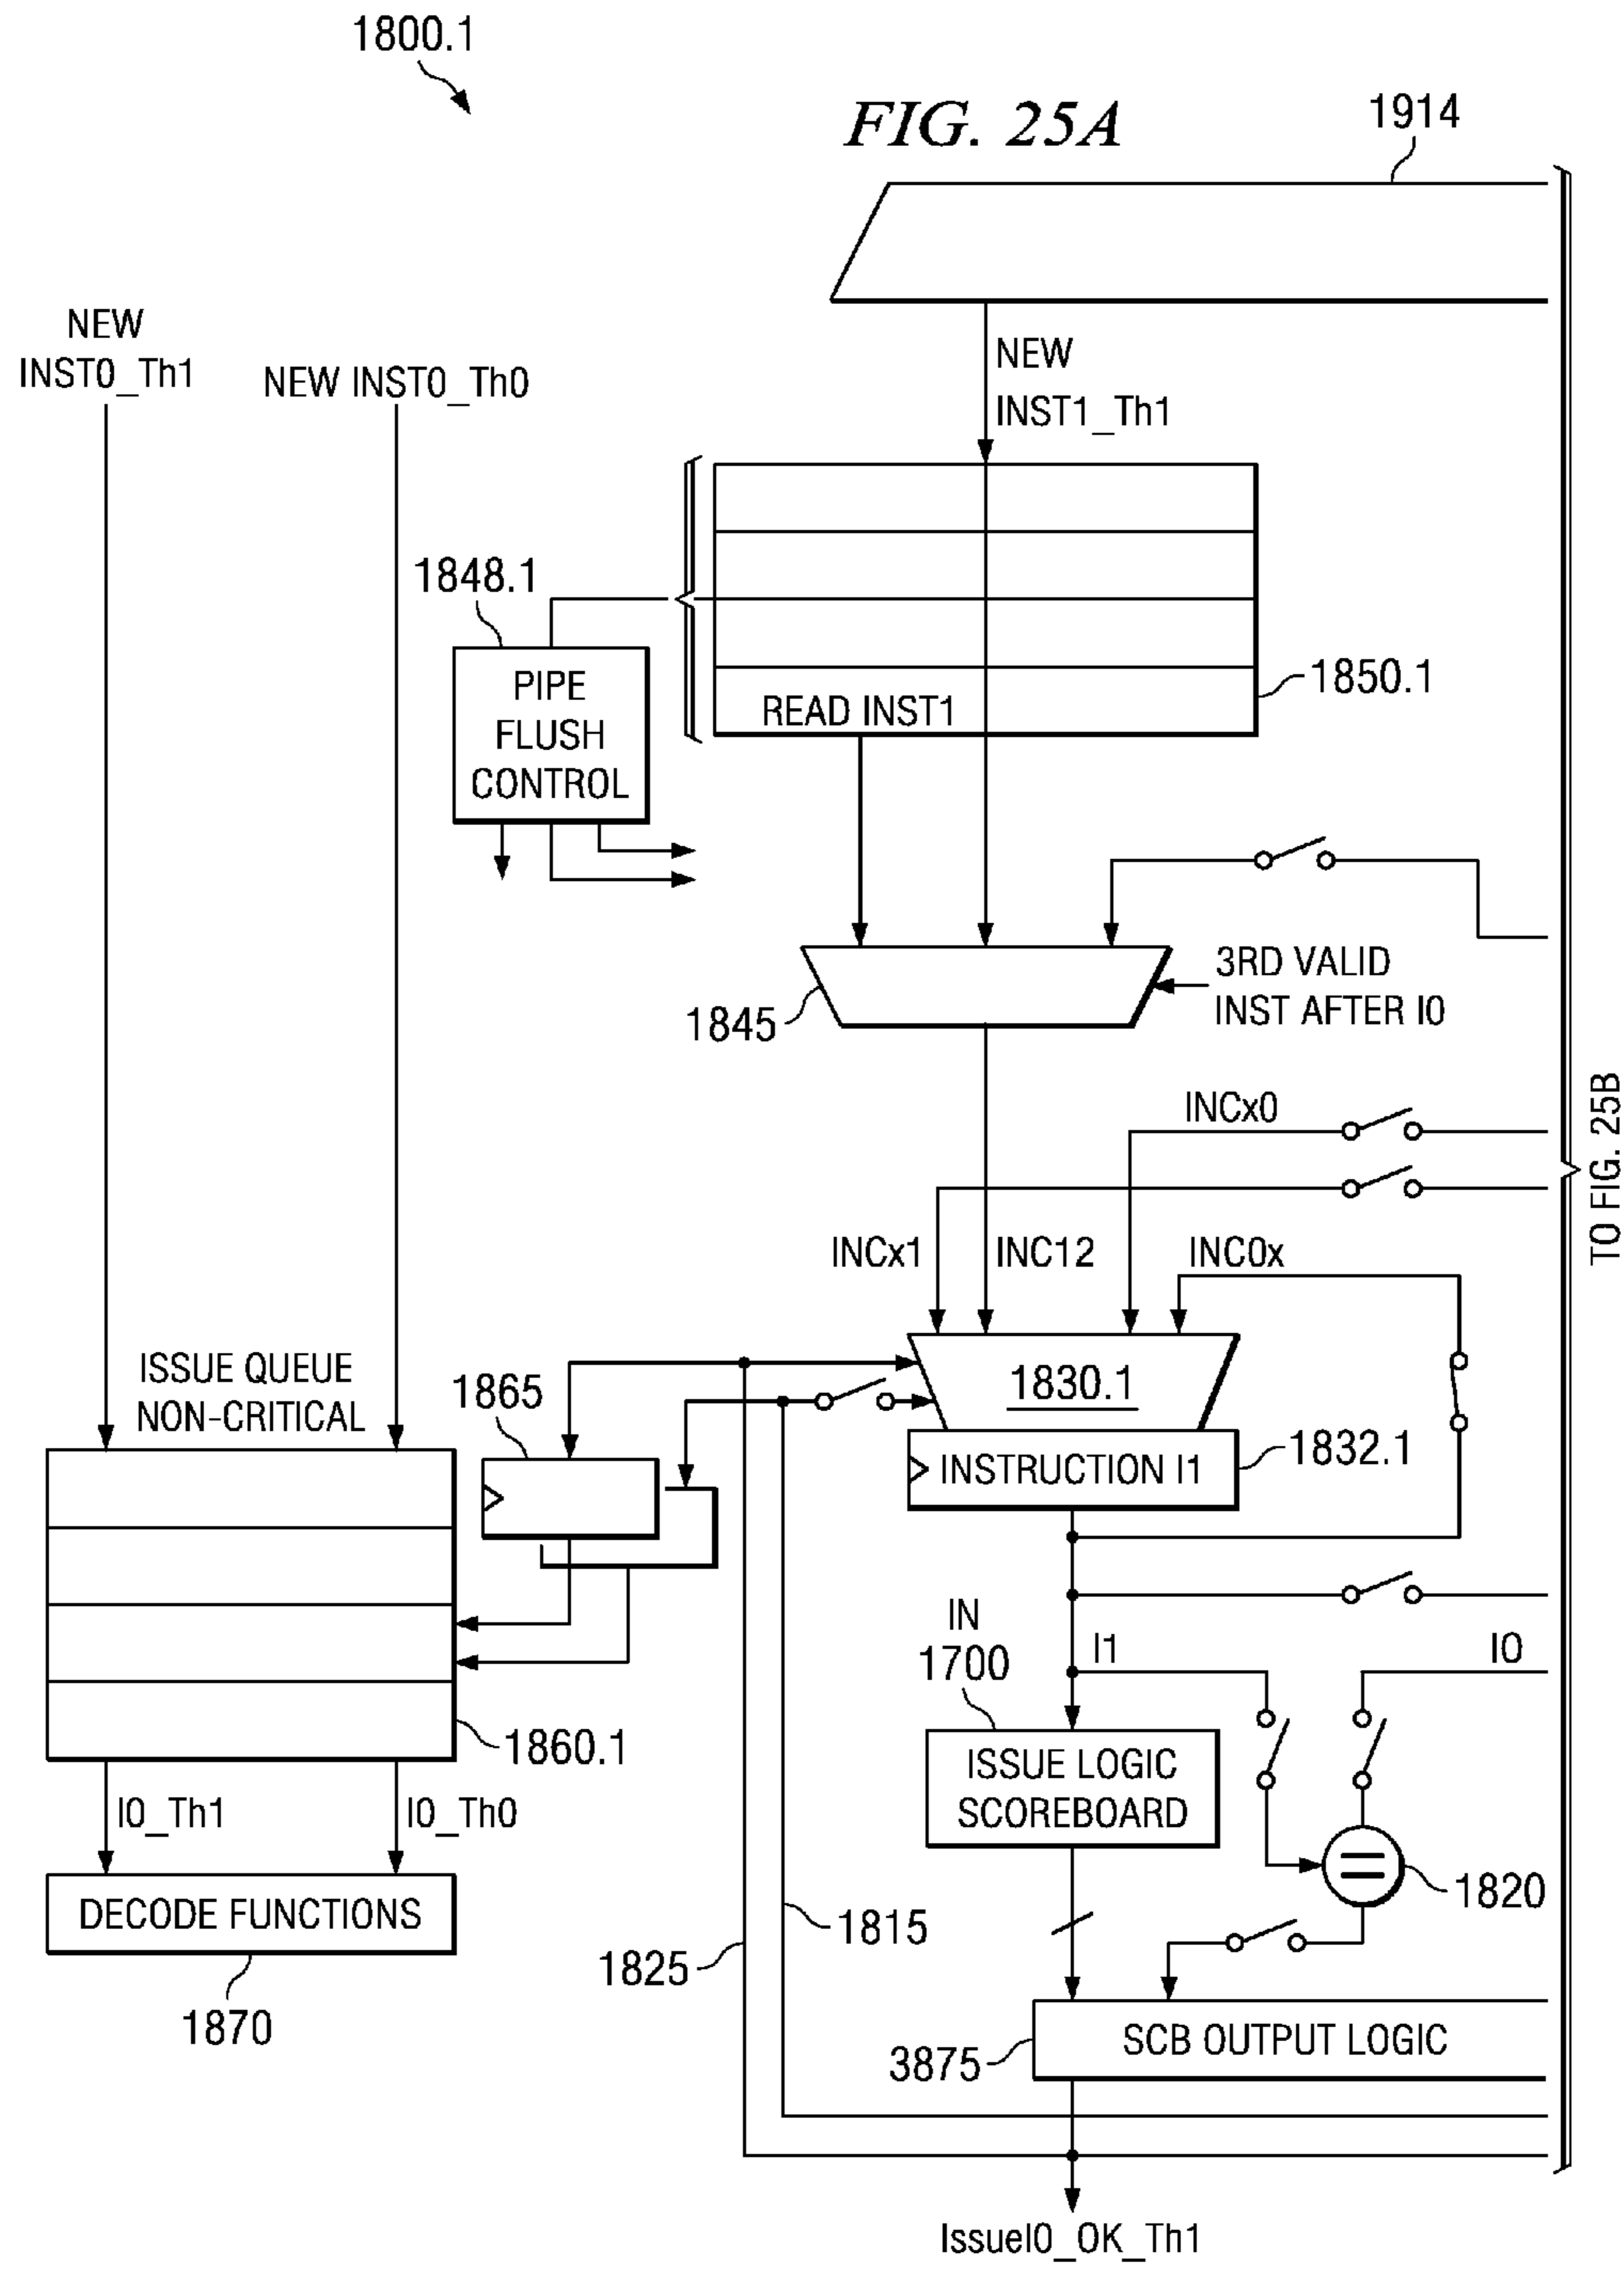 1800.1
FIG. 25A
1914
NEW
INST0_Th1
NEW INST0_Th0
NEW
INST1_Th1
1848.1
PIPE
FLUSH
CONTROL
READ INST1
1850.1
1845
3RD VALID
INST AFTER I0
TO FIG. 25B
INCx0
INCx1
INC12
INC0x
ISSUE QUEUE
NON-CRITICAL
1865
1830.1
INSTRUCTION I1
1832.1
IN
1700
I1
I0
ISSUE LOGIC
SCOREBOARD
1860.1
I0_Th1
I0_Th0
DECODE FUNCTIONS
1870
1820
1815
1825
SCB OUTPUT LOGIC
3875
IssueI0_OK_Th1